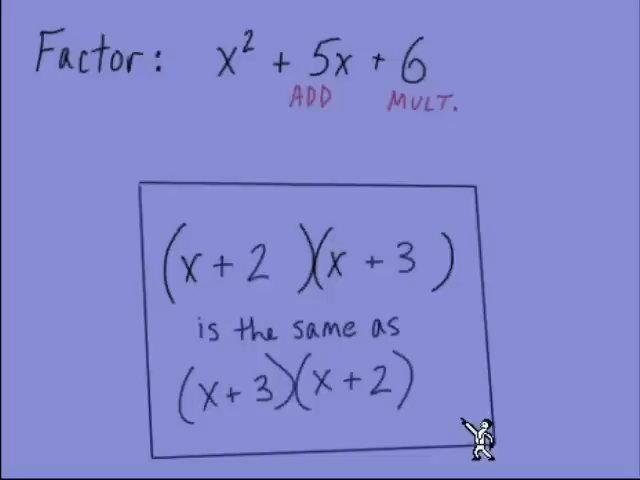 Factor: x² + 5x + 6
ADD MULT.
(x + 2 )(x + 3 )
is the same as
(x + 3)(x + 2)